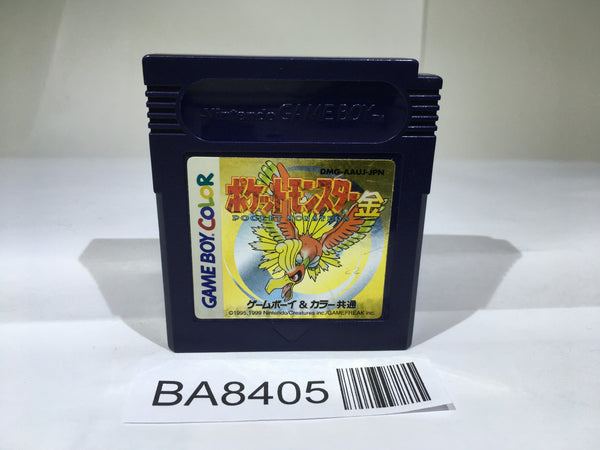 Nintendo GAME BOY TM
DMG-AAUJ-JPN
GAME BOY COLOR
ポケットモンスター金
POCKET MONSTERS
ゲームボーイ & カラー共通
©1995,1999 Nintendo/Creatures inc./GAMEFREAK inc.
BA8405